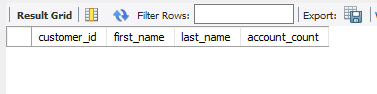 Result Grid Filter Rows: Export:
customer_id first_name last_name account_count